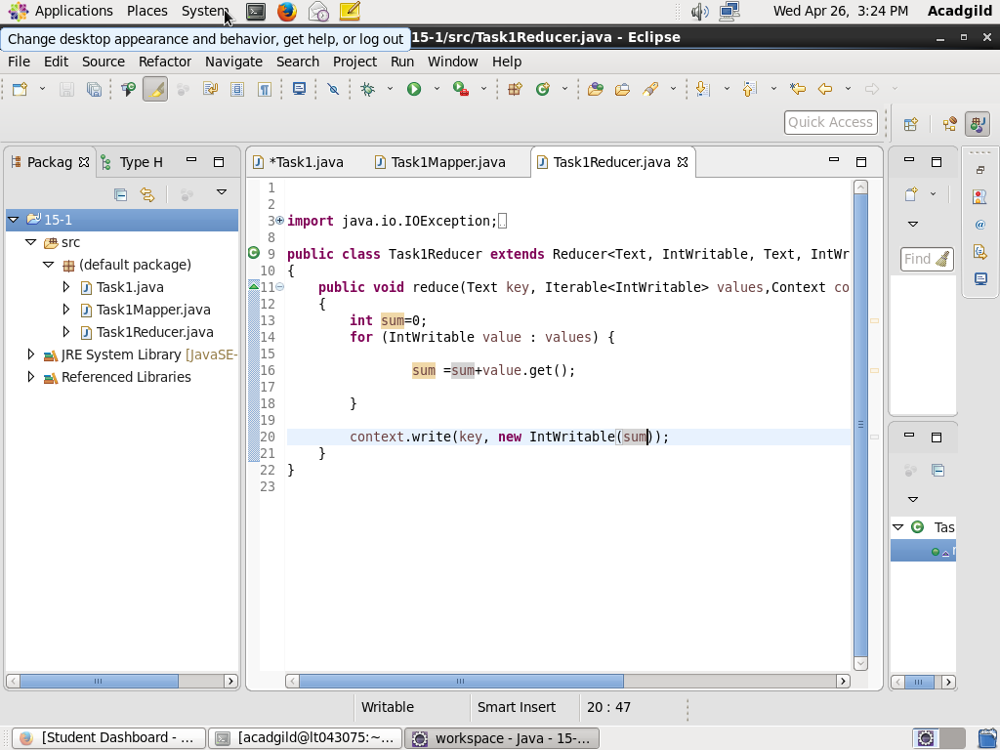 Applications Places System Wed Apr 26, 3:24 PM Acadgild
Change desktop appearance and behavior, get help, or log out
15-1/src/Task1Reducer.java - Eclipse
File Edit Source Refactor Navigate Search Project Run Window Help
Quick Access
Packag Type H
*Task1.java Task1Mapper.java Task1Reducer.java
15-1
src
(default package)
Task1.java
Task1Mapper.java
Task1Reducer.java
JRE System Library [JavaSE-
Referenced Libraries
1
2
3 import java.io.IOException;
8
9 public class Task1Reducer extends Reducer<Text, IntWritable, Text, IntWr
10 {
11 public void reduce(Text key, Iterable<IntWritable> values,Context co
12 {
13 int sum=0;
14 for (IntWritable value : values) {
15
16 sum =sum+value.get();
17
18 }
19
20 context.write(key, new IntWritable(sum));
21 }
22 }
23
Find
Tas
Writable Smart Insert 20 : 47
[Student Dashboard - ... [acadgild@lt043075:~... workspace - Java - 15-...